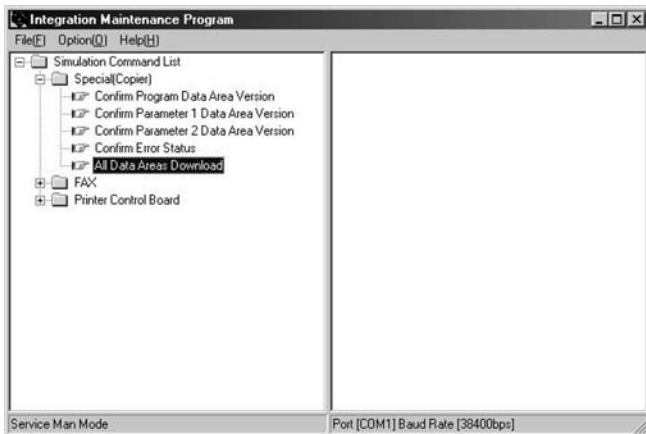 Integration Maintenance Program
File(F) Option(O) Help(H)
Simulation Command List
Special(Copier)
Confirm Program Data Area Version
Confirm Parameter 1 Data Area Version
Confirm Parameter 2 Data Area Version
Confirm Error Status
All Data Areas Download
FAX
Printer Control Board
Service Man Mode
Port [COM1] Baud Rate [38400bps]